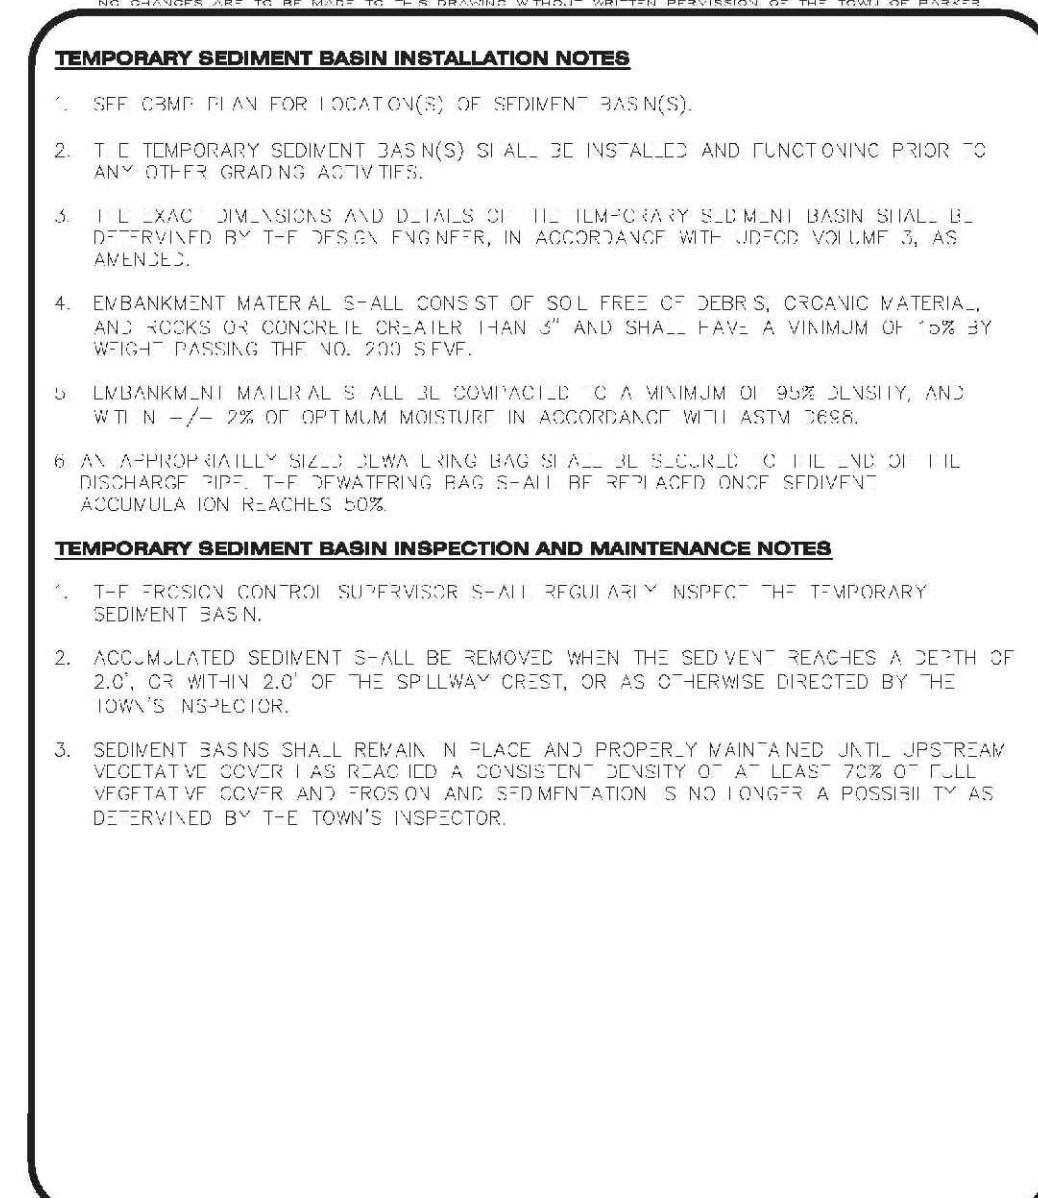 NO CHANGES ARE TO BE MADE TO THIS DRAWING WITHOUT WRITTEN PERMISSION OF THE TOWN OF PARKER
TEMPORARY SEDIMENT BASIN INSTALLATION NOTES
1. SEE CBMP PLAN FOR LOCATION(S) OF SEDIMENT BASIN(S).
2. THE TEMPORARY SEDIMENT BASIN(S) SHALL BE INSTALLED AND FUNCTIONING PRIOR TO
ANY OTHER GRADING ACTIVITIES.
3. THE EXACT DIMENSIONS AND DETAILS OF THE TEMPORARY SEDIMENT BASIN SHALL BE
DETERMINED BY THE DESIGN ENGINEER, IN ACCORDANCE WITH UDFCD VOLUME 3, AS
AMENDED.
4. EMBANKMENT MATERIAL SHALL CONSIST OF SOIL FREE OF DEBRIS, ORGANIC MATERIAL,
AND ROCKS OR CONCRETE GREATER THAN 3" AND SHALL HAVE A MINIMUM OF 15% BY
WEIGHT PASSING THE NO. 200 SIEVE.
5 EMBANKMENT MATERIAL SHALL BE COMPACTED TO A MINIMUM OF 95% DENSITY, AND
WITHIN +/- 2% OF OPTIMUM MOISTURE IN ACCORDANCE WITH ASTM D698.
6 AN APPROPRIATELY SIZED DEWATERING BAG SHALL BE SECURED TO THE END OF THE
DISCHARGE PIPE. THE DEWATERING BAG SHALL BE REPLACED ONCE SEDIMENT
ACCUMULATION REACHES 50%.
TEMPORARY SEDIMENT BASIN INSPECTION AND MAINTENANCE NOTES
1. THE EROSION CONTROL SUPERVISOR SHALL REGULARLY INSPECT THE TEMPORARY
SEDIMENT BASIN.
2. ACCUMULATED SEDIMENT SHALL BE REMOVED WHEN THE SEDIMENT REACHES A DEPTH OF
2.0', OR WITHIN 2.0' OF THE SPILLWAY CREST, OR AS OTHERWISE DIRECTED BY THE
TOWN'S INSPECTOR.
3. SEDIMENT BASINS SHALL REMAIN IN PLACE AND PROPERLY MAINTAINED UNTIL UPSTREAM
VEGETATIVE COVER HAS REACHED A CONSISTENT DENSITY OF AT LEAST 70% OF FULL
VEGETATIVE COVER AND EROSION AND SEDIMENTATION IS NO LONGER A POSSIBILITY AS
DETERMINED BY THE TOWN'S INSPECTOR.